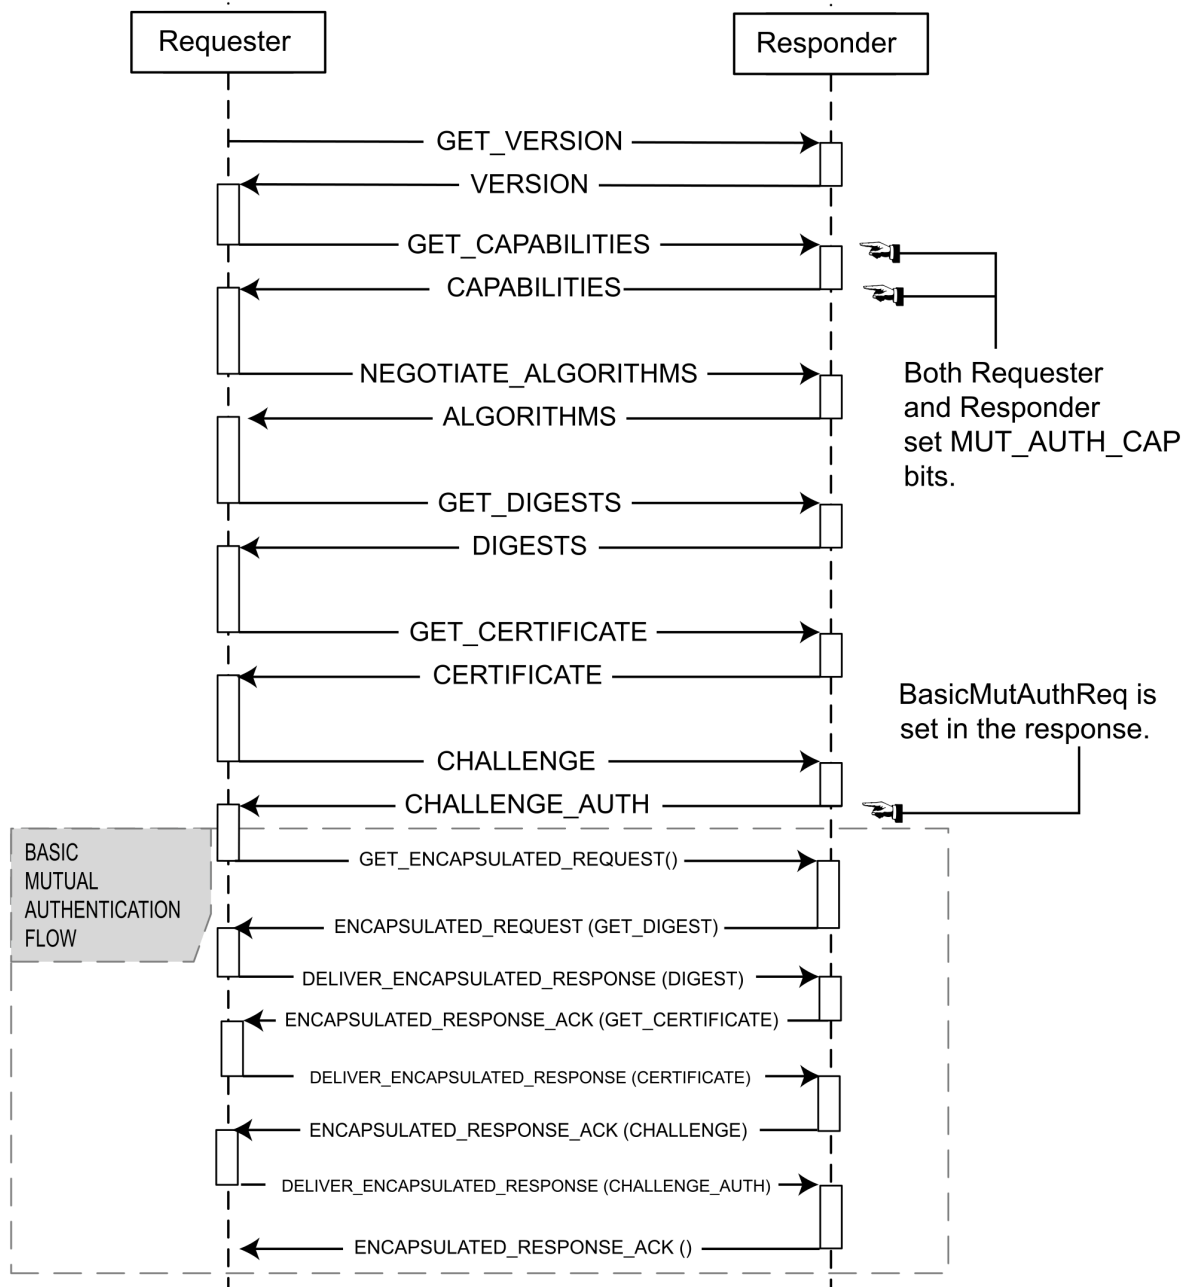 Requester
Responder
GET_VERSION
VERSION
GET_CAPABILITIES
CAPABILITIES
NEGOTIATE_ALGORITHMS
ALGORITHMS
Both Requester
and Responder
set MUT_AUTH_CAP
bits.
GET_DIGESTS
DIGESTS
GET_CERTIFICATE
CERTIFICATE
BasicMutAuthReq is
set in the response.
CHALLENGE
CHALLENGE_AUTH
BASIC
MUTUAL
AUTHENTICATION
FLOW
GET_ENCAPSULATED_REQUEST()
ENCAPSULATED_REQUEST (GET_DIGEST)
DELIVER_ENCAPSULATED_RESPONSE (DIGEST)
ENCAPSULATED_RESPONSE_ACK (GET_CERTIFICATE)
DELIVER_ENCAPSULATED_RESPONSE (CERTIFICATE)
ENCAPSULATED_RESPONSE_ACK (CHALLENGE)
DELIVER_ENCAPSULATED_RESPONSE (CHALLENGE_AUTH)
ENCAPSULATED_RESPONSE_ACK ()